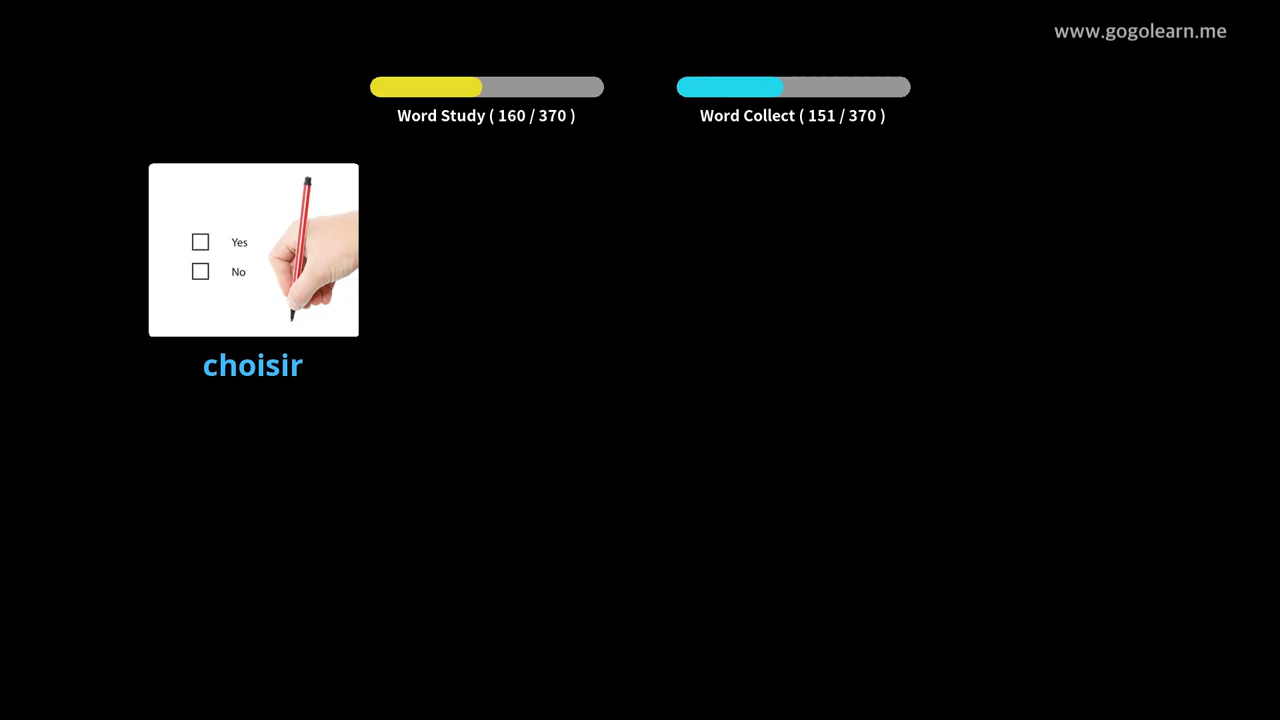 www.gogolearn.me
Word Study ( 160 / 370 )
Word Collect ( 151 / 370 )
Yes
No
choisir